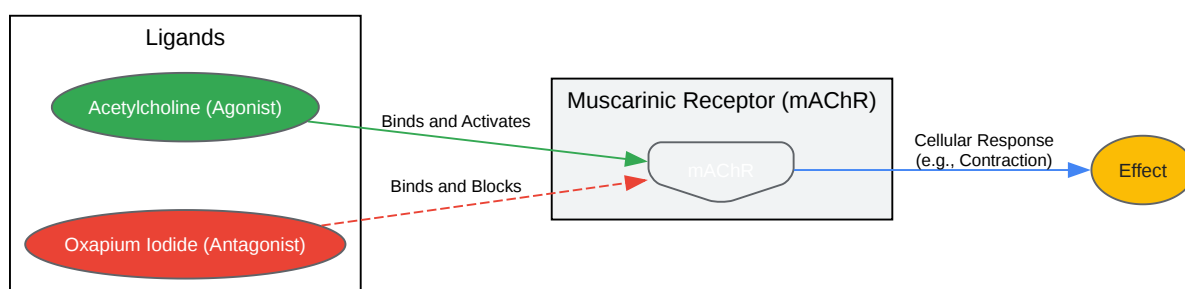 Ligands
Acetylcholine (Agonist)
Oxapium Iodide (Antagonist)
Binds and Activates
Binds and Blocks
Muscarinic Receptor (mAChR)
mAChR
Cellular Response
(e.g., Contraction)
Effect